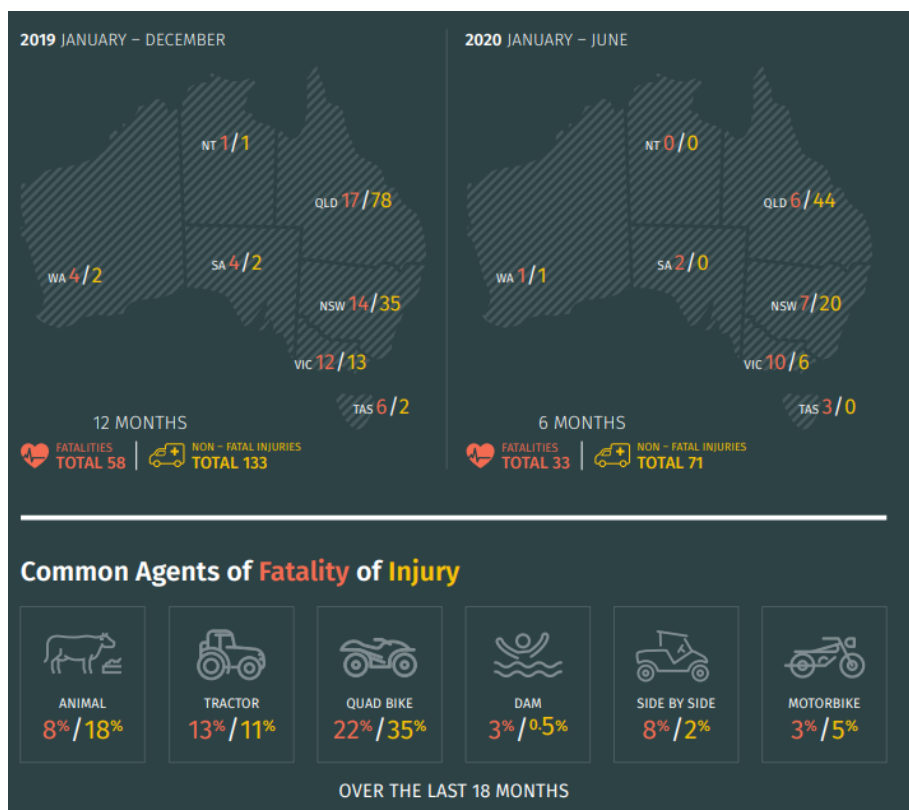 2019 JANUARY – DECEMBER
NT 1/1
QLD 17/78
WA 4/2
SA 4/2
NSW 14/35
VIC 12/13
TAS 6/2
12 MONTHS
FATALITIES
TOTAL 58
NON – FATAL INJURIES
TOTAL 133
2020 JANUARY – JUNE
NT 0/0
QLD 6/44
WA 1/1
SA 2/0
NSW 7/20
VIC 10/6
TAS 3/0
6 MONTHS
FATALITIES
TOTAL 33
NON – FATAL INJURIES
TOTAL 71
Common Agents of Fatality of Injury
ANIMAL
8%/18%
TRACTOR
13%/11%
QUAD BIKE
22%/35%
DAM
3%/0.5%
SIDE BY SIDE
8%/2%
MOTORBIKE
3%/5%
OVER THE LAST 18 MONTHS